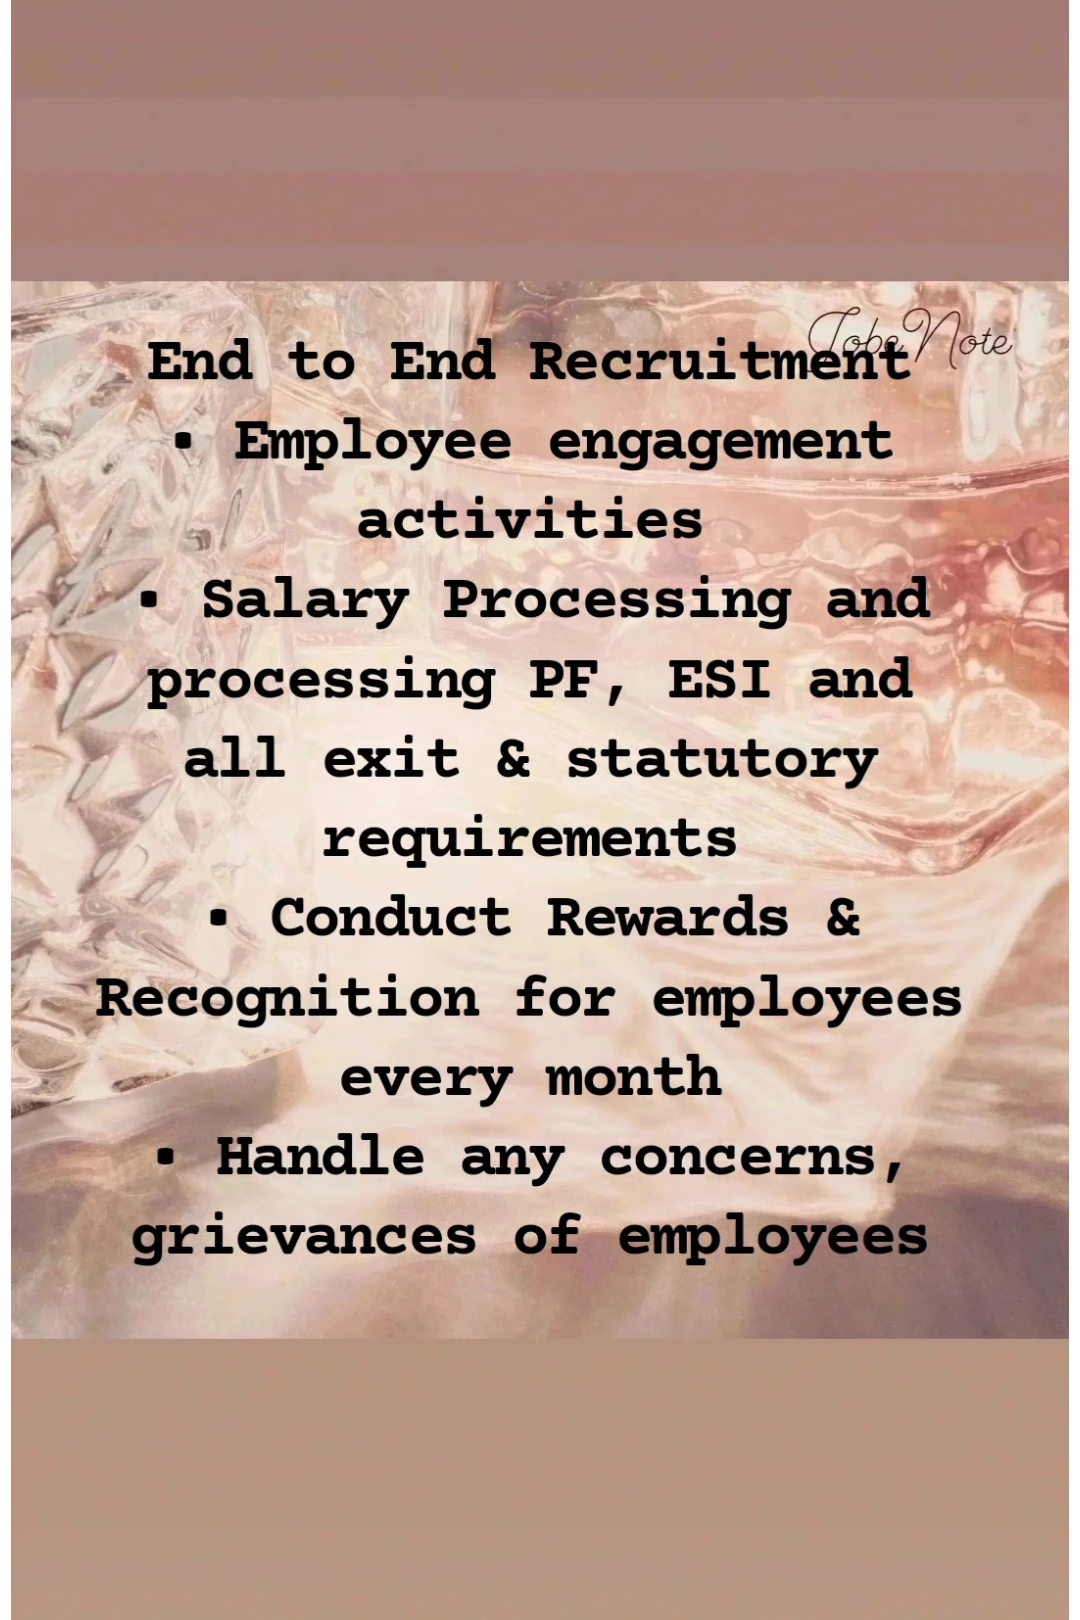 JobsNote
End to End Recruitment
• Employee engagement
activities
• Salary Processing and
processing PF, ESI and
all exit & statutory
requirements
• Conduct Rewards &
Recognition for employees
every month
• Handle any concerns,
grievances of employees